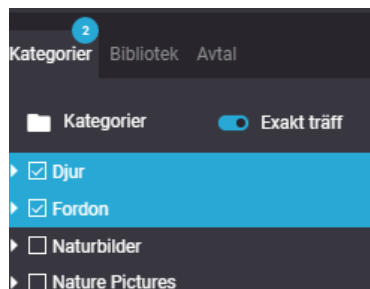 2
Kategorier Bibliotek Avtal
Kategorier Exakt träff
Djur
Fordon
Naturbilder
Nature Pictures